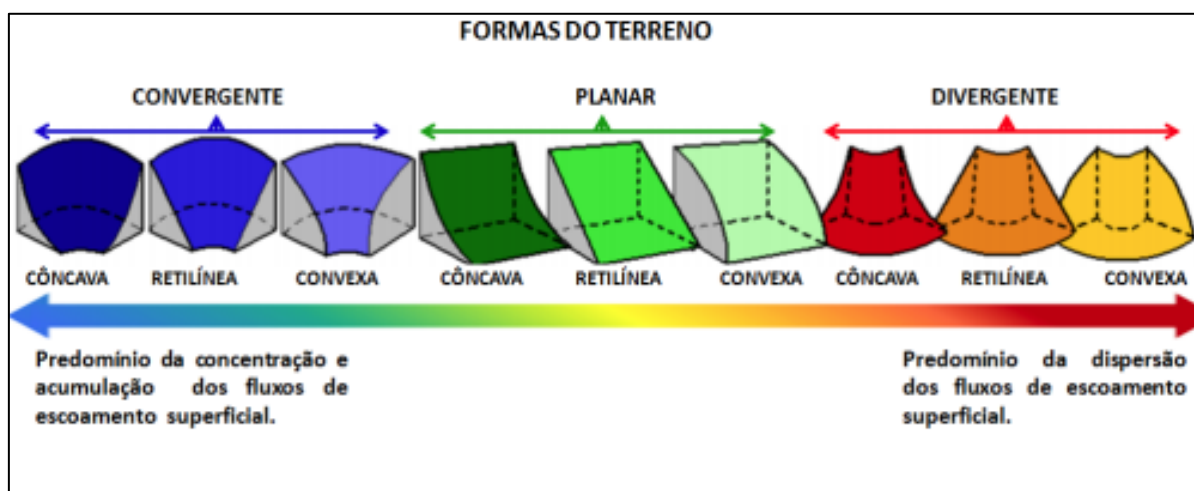 FORMAS DO TERRENO
CONVERGENTE PLANAR DIVERGENTE
CÔNCAVA RETILÍNEA CONVEXA CÔNCAVA RETILÍNEA CONVEXA CÔNCAVA RETILÍNEA CONVEXA
Predomínio da concentração e
acumulação dos fluxos de
escoamento superficial.
Predomínio da dispersão
dos fluxos de escoamento
superficial.